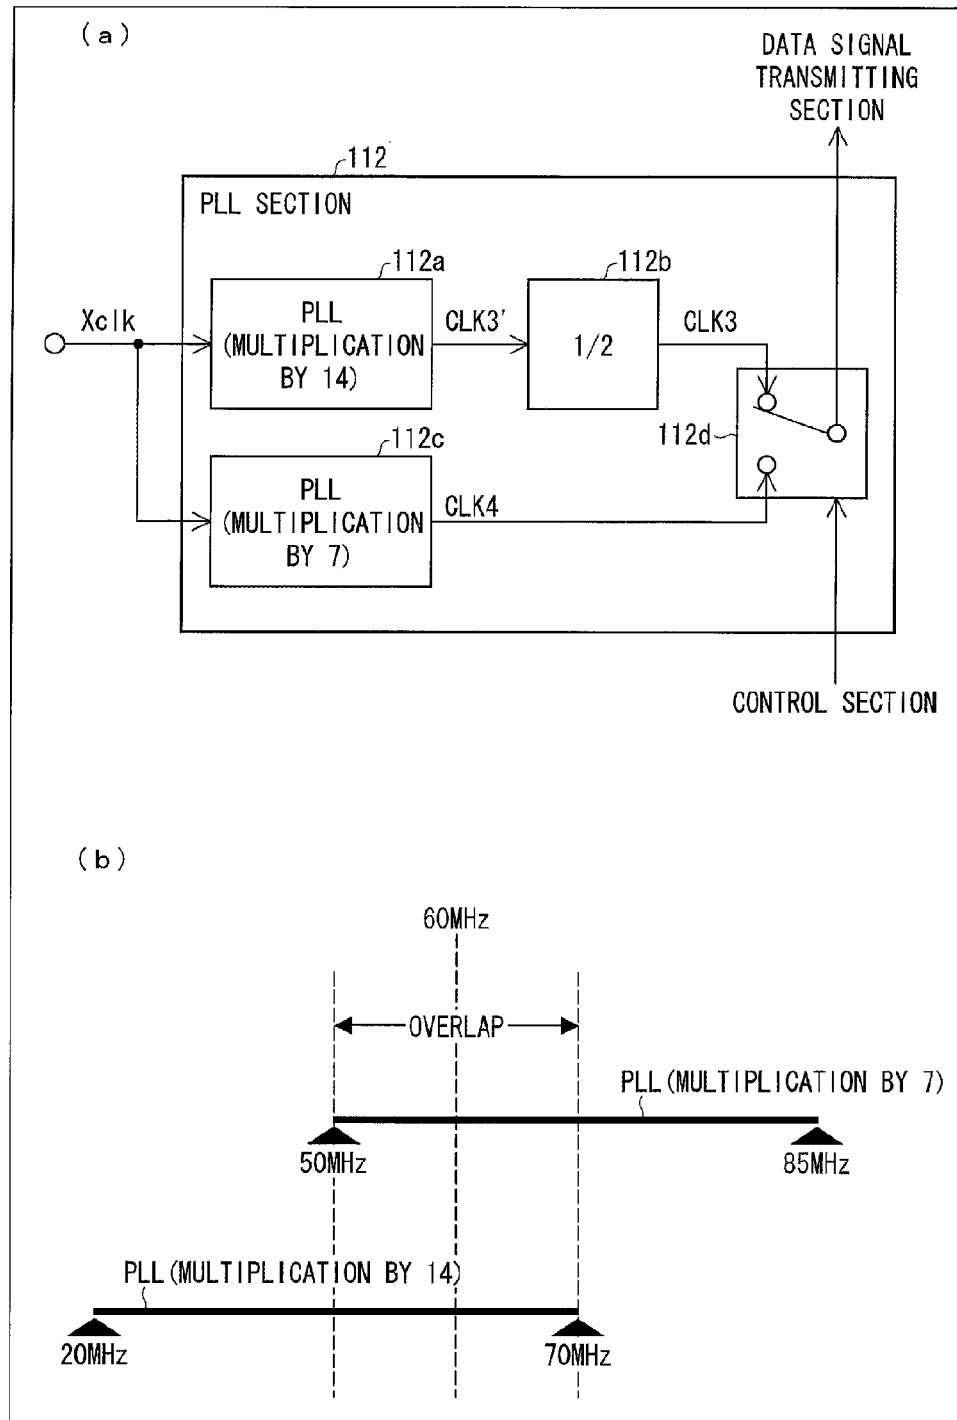 (a)
DATA SIGNAL
TRANSMITTING
SECTION
112
PLL SECTION
112a
112b
Xclk
PLL
(MULTIPLICATION
BY 14)
CLK3'
1/2
CLK3
112c
112d
PLL
(MULTIPLICATION
BY 7)
CLK4
CONTROL SECTION
(b)
60MHz
OVERLAP
PLL(MULTIPLICATION BY 7)
50MHz
85MHz
PLL(MULTIPLICATION BY 14)
20MHz
70MHz